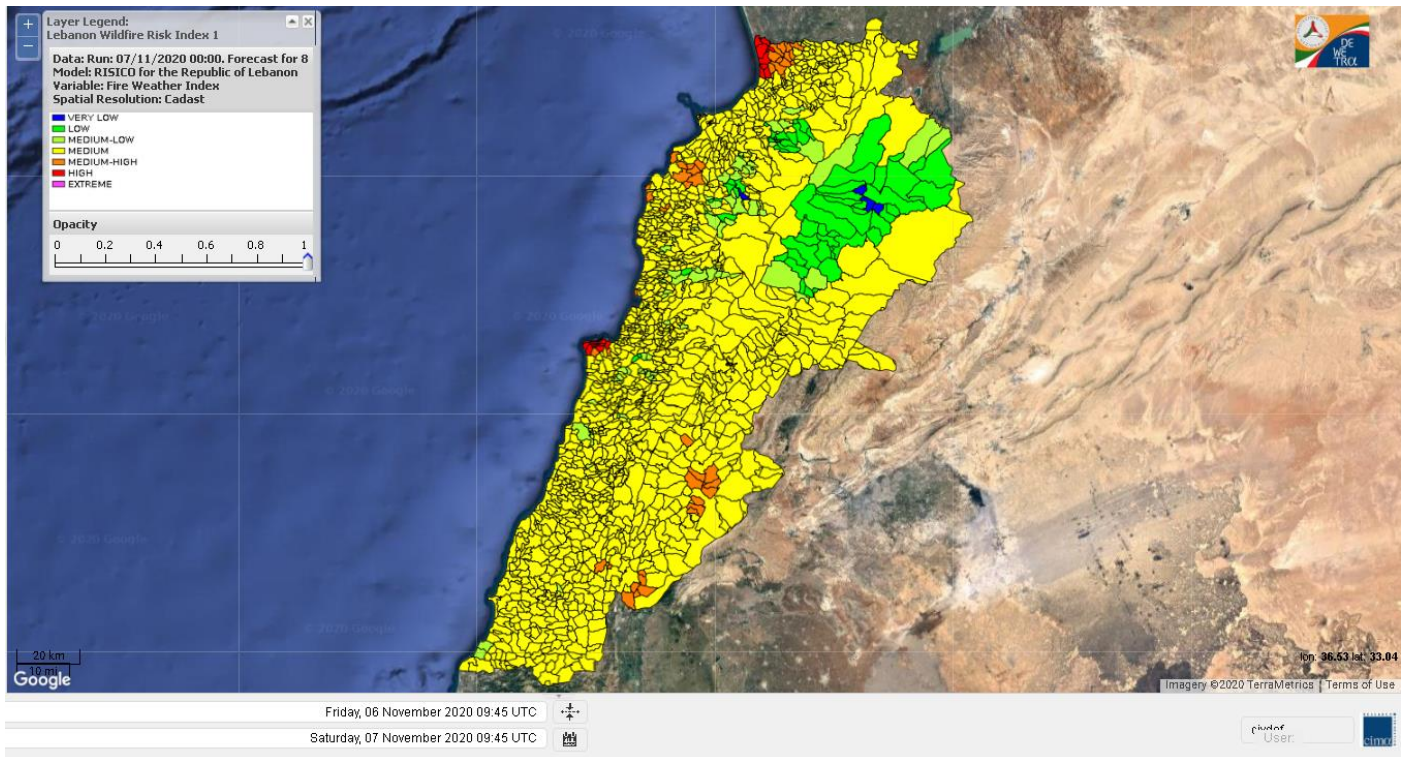 +
−
Layer Legend:
Lebanon Wildfire Risk Index 1
Data: Run: 07/11/2020 00:00. Forecast for 8
Model: RISICO for the Republic of Lebanon
Variable: Fire Weather Index
Spatial Resolution: Cadast
VERY LOW
LOW
MEDIUM-LOW
MEDIUM
MEDIUM-HIGH
HIGH
EXTREME
Opacity
0 0.2 0.4 0.6 0.8 1
DE
WE
TRα
© 2020 Google
© 2020 Google
© 2020 Google
© 2020 Google
© 2020 Google
© 2020 Google
20 km
10 mi
Google
lon: 36.53 lat: 33.04
Imagery ©2020 TerraMetrics
Terms of Use
Friday, 06 November 2020 09:45 UTC
Saturday, 07 November 2020 09:45 UTC
User:
cima